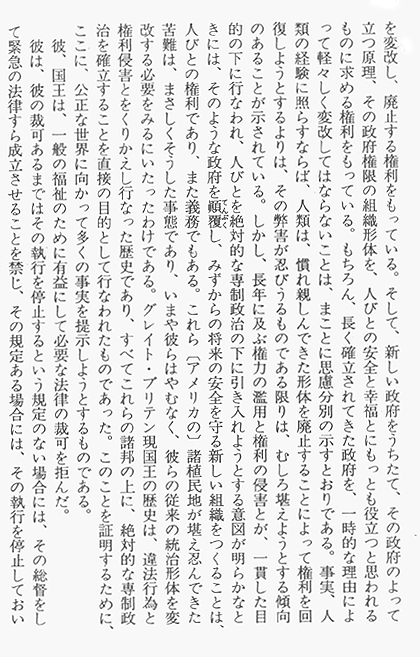 を変改し、廃止する権利をもっている。そして、新しい政府をうちたて、その政府のよって
立つ原理、その政府権限の組織形体を、人びとの安全と幸福とにもっとも役立つと思われる
ものに求める権利をもっている。もちろん、長く確立されてきた政府を、一時的な理由によ
って軽々しく変改してはならないことは、まことに思慮分別の示すとおりである。事実、人
類の経験に照らすならば、人類は、慣れ親しんできた形体を廃止することによって権利を回
復しようとするよりは、その弊害が忍びうるものである限りは、むしろ堪えようとする傾向
のあることが示されている。しかし、長年に及ぶ権力の濫用と権利の侵害とが、一貫した目
的の下に行なわれ、人びとを絶対的な専制政治の下に引き入れようとする意図が明らかなと
きには、そのような政府を顛覆し、みずからの将来の安全を守る新しい組織をつくることは、
人びとの権利であり、また義務でもある。これら〔アメリカの〕諸植民地が堪え忍んできた
苦難は、まさしくそうした事態であり、いまや彼らはやむなく、彼らの従来の統治形体を変
改する必要をみるにいたったわけである。グレイト・ブリテン現国王の歴史は、違法行為と
権利侵害とをくりかえし行なった歴史であり、すべてこれらの諸邦の上に、絶対的な専制政
治を確立することを直接の目的として行なわれたものであった。このことを証明するために、
ここに、公正な世界に向かって多くの事実を提示しようとするものである。
彼、国王は、一般の福祉のために有益にして必要な法律の裁可を拒んだ。
彼は、彼の裁可あるまではその執行を停止するという規定のない場合には、その総督をし
て緊急の法律すら成立させることを禁じ、その規定ある場合には、その執行を停止しておい